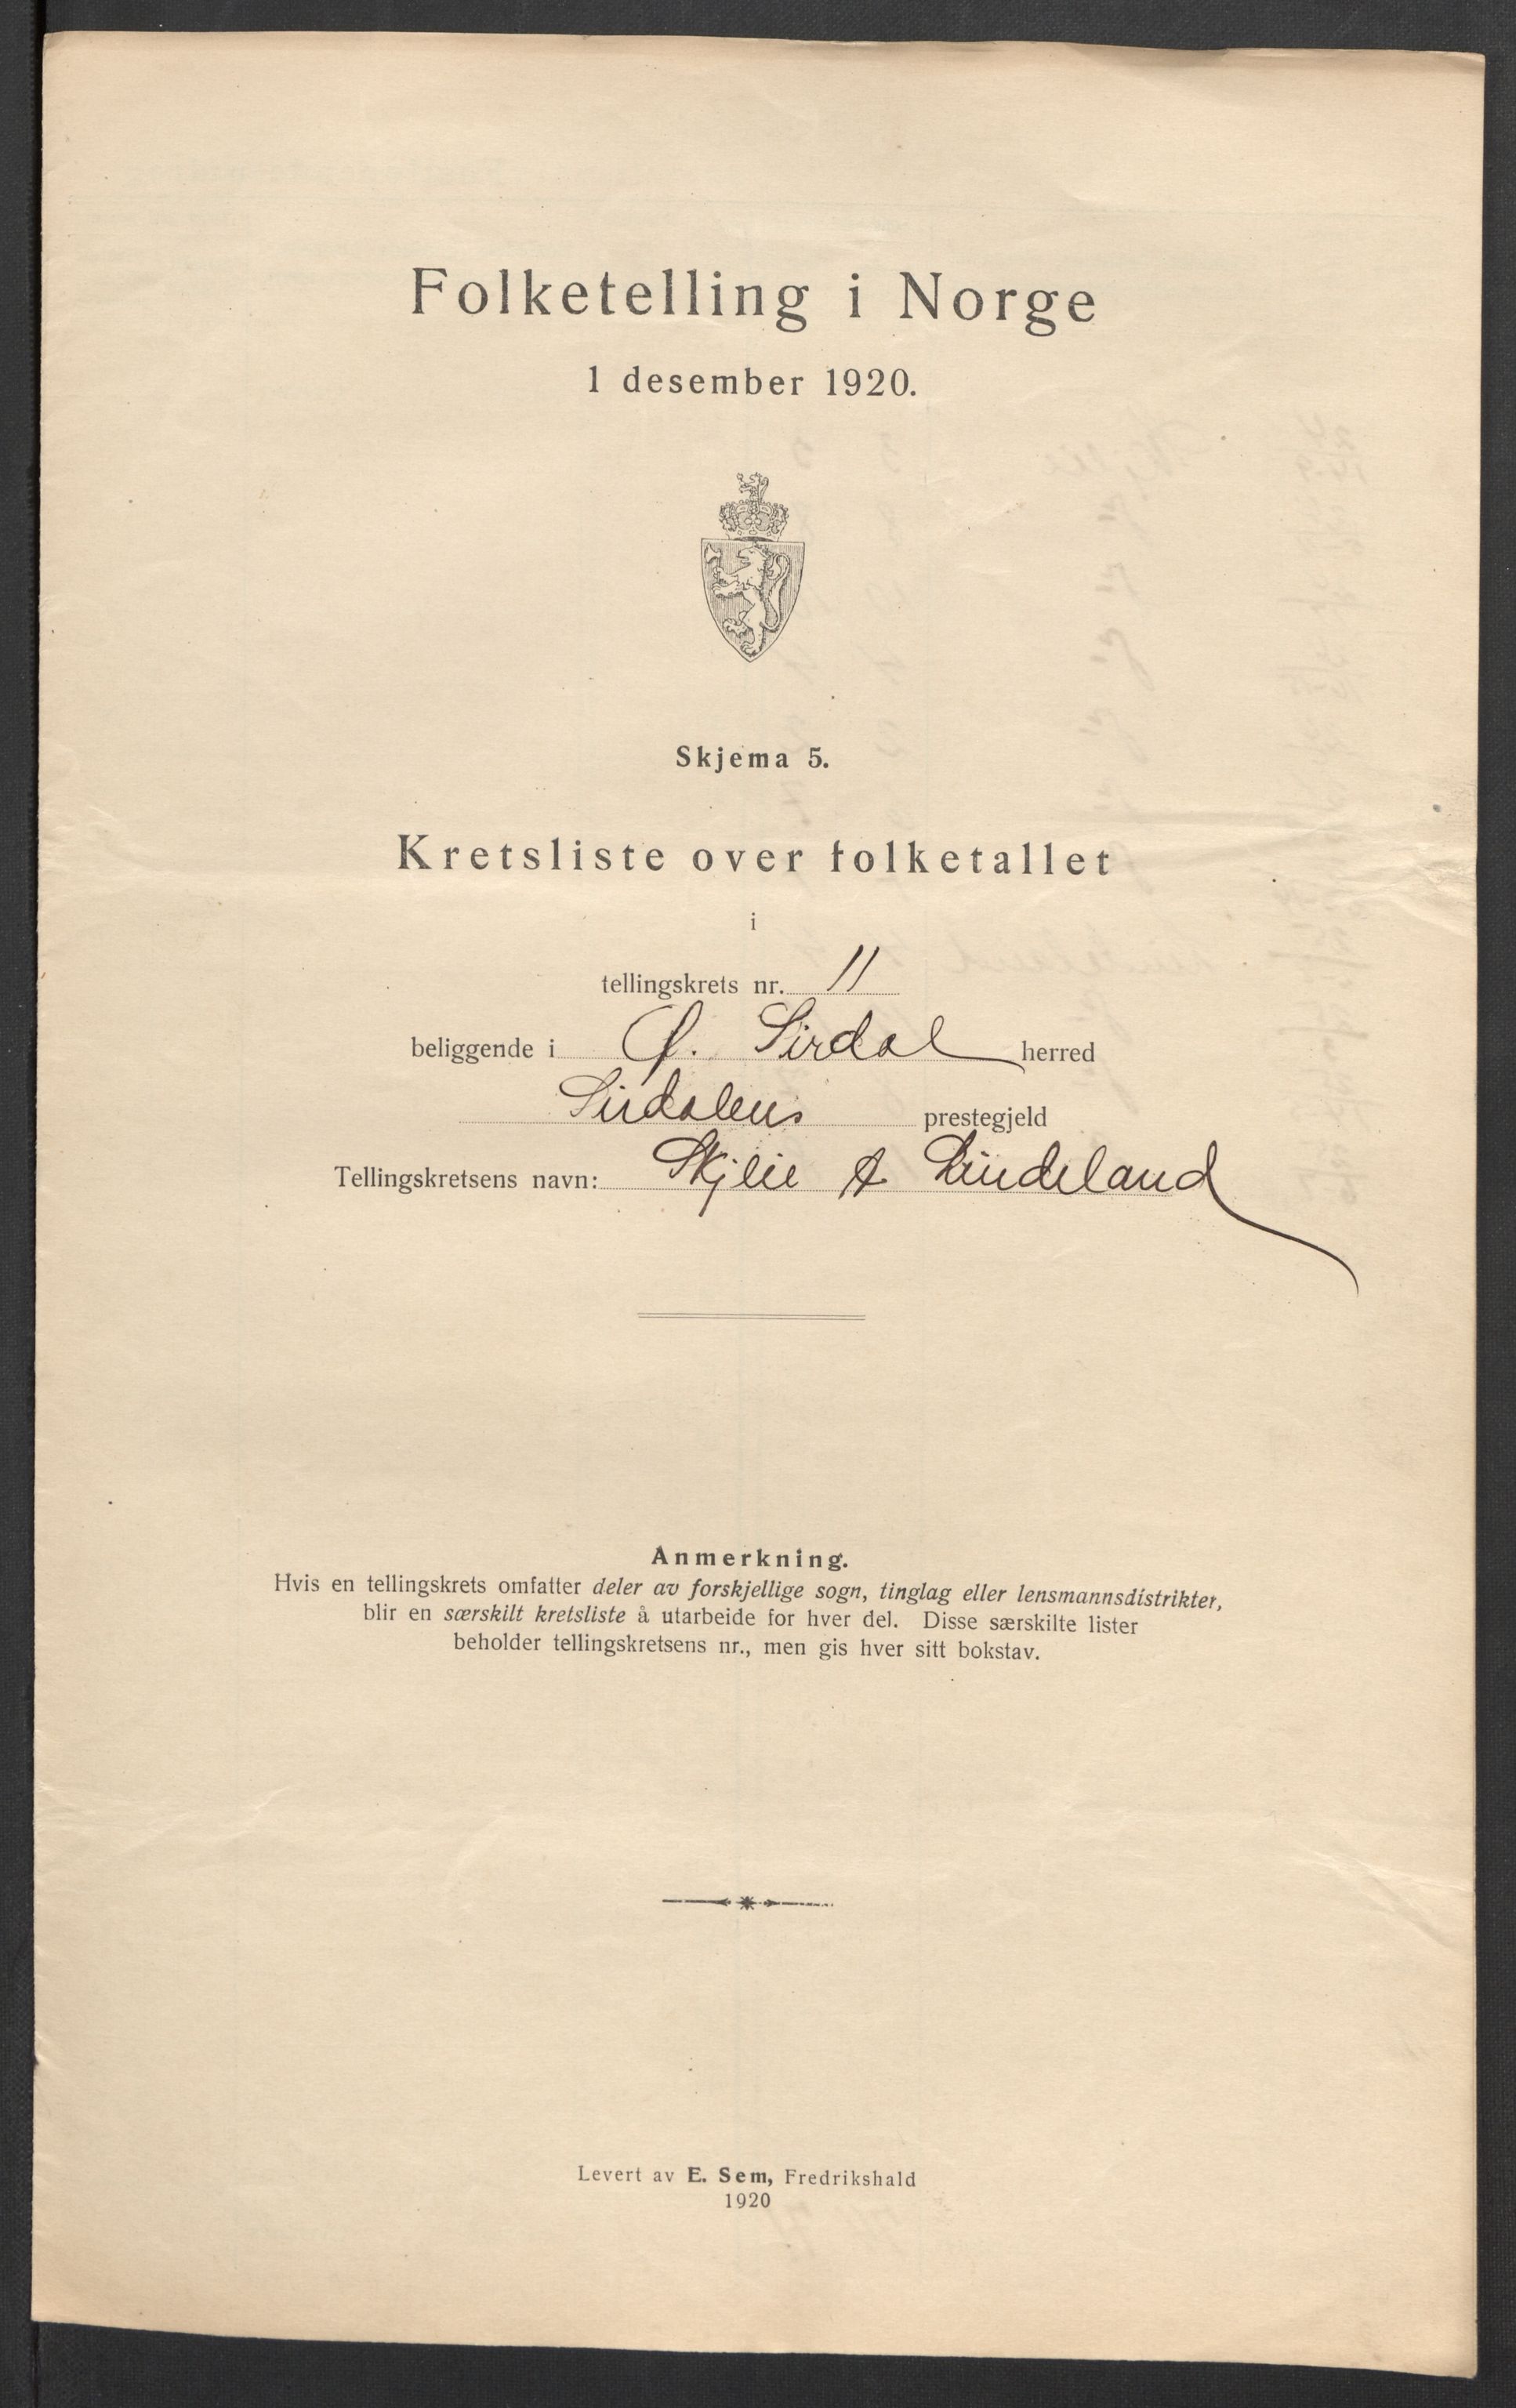 Folketelling i Norge
1 desember 1920.
Skjema 5.
Kretsliste over folketallet
i
tellingskrets nr. 11
beliggende i Ø. Sirdal herred
Sirdalens prestegjeld
Tellingskretsens navn: Skjlie & Lindeland
Anmerkning.
Hvis en tellingskrets omfatter deler av forskjellige sogn, tinglag eller lensmannsdistrikter,
blir en særskilt kretsliste å utarbeide for hver del. Disse særskilte lister
beholder tellingskretsens nr., men gis hver sitt bokstav.
Levert av E. Sem, Fredrikshald
1920